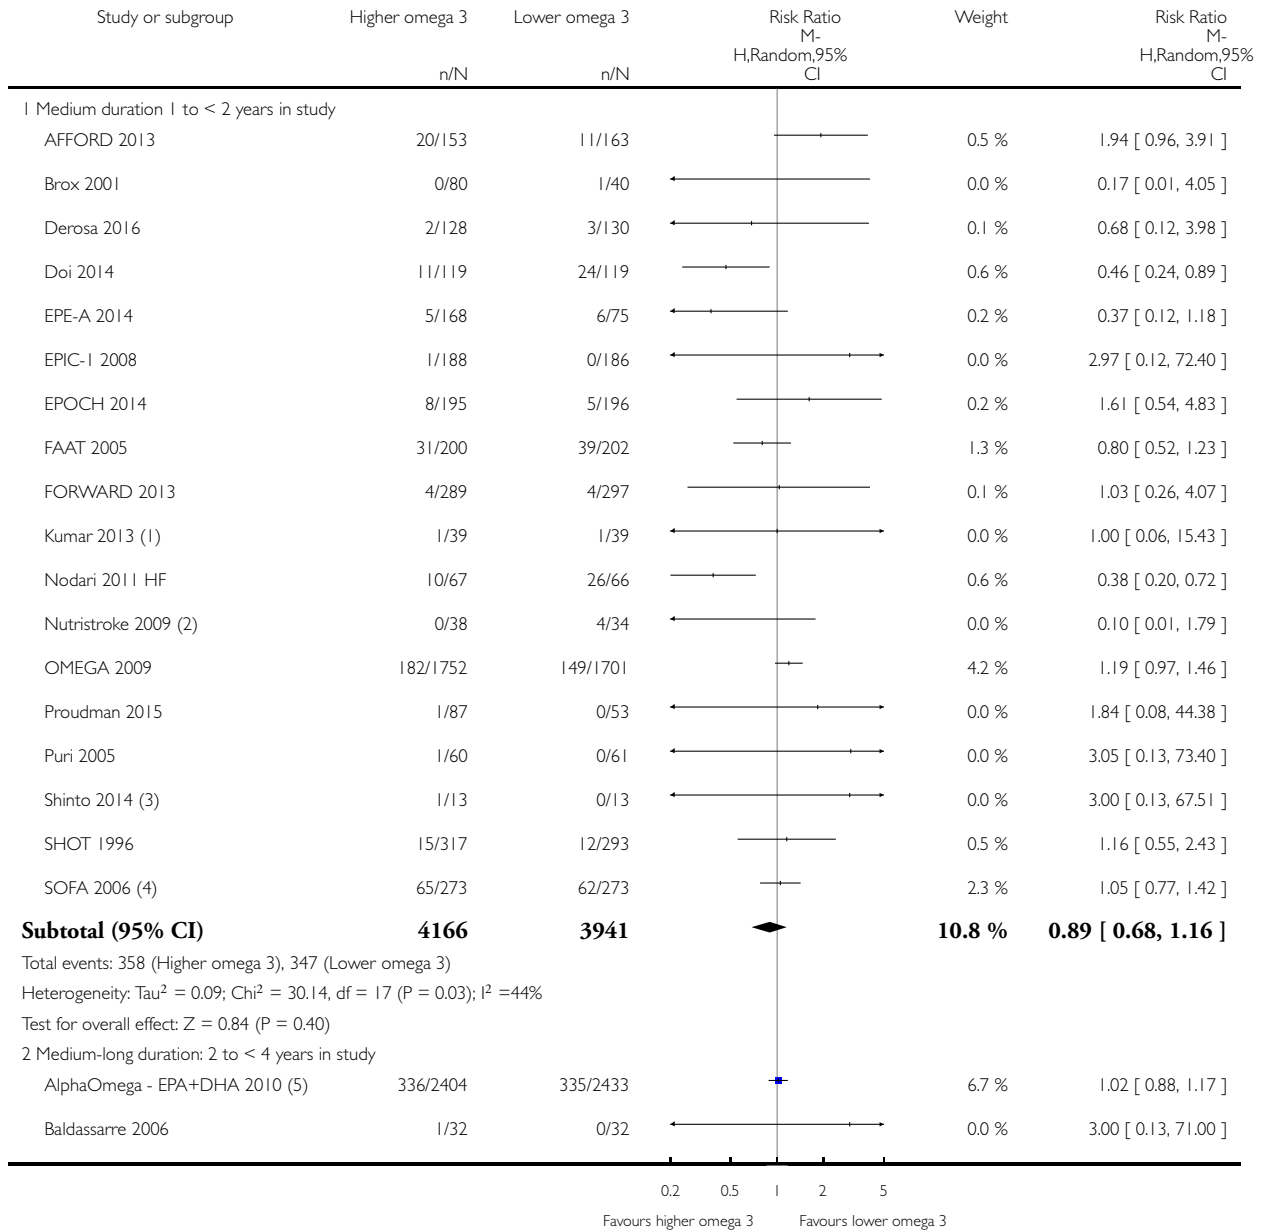 Study or subgroup Higher omega 3 Lower omega 3 Risk Ratio Weight Risk Ratio
M- M-
H,Random,95% H,Random,95%
n/N n/N CI CI
1 Medium duration 1 to < 2 years in study
AFFORD 2013 20/153 11/163 0.5 % 1.94 [ 0.96, 3.91 ]
Brox 2001 0/80 1/40 0.0 % 0.17 [ 0.01, 4.05 ]
Derosa 2016 2/128 3/130 0.1 % 0.68 [ 0.12, 3.98 ]
Doi 2014 11/119 24/119 0.6 % 0.46 [ 0.24, 0.89 ]
EPE-A 2014 5/168 6/75 0.2 % 0.37 [ 0.12, 1.18 ]
EPIC-1 2008 1/188 0/186 0.0 % 2.97 [ 0.12, 72.40 ]
EPOCH 2014 8/195 5/196 0.2 % 1.61 [ 0.54, 4.83 ]
FAAT 2005 31/200 39/202 1.3 % 0.80 [ 0.52, 1.23 ]
FORWARD 2013 4/289 4/297 0.1 % 1.03 [ 0.26, 4.07 ]
Kumar 2013 (1) 1/39 1/39 0.0 % 1.00 [ 0.06, 15.43 ]
Nodari 2011 HF 10/67 26/66 0.6 % 0.38 [ 0.20, 0.72 ]
Nutristroke 2009 (2) 0/38 4/34 0.0 % 0.10 [ 0.01, 1.79 ]
OMEGA 2009 182/1752 149/1701 4.2 % 1.19 [ 0.97, 1.46 ]
Proudman 2015 1/87 0/53 0.0 % 1.84 [ 0.08, 44.38 ]
Puri 2005 1/60 0/61 0.0 % 3.05 [ 0.13, 73.40 ]
Shinto 2014 (3) 1/13 0/13 0.0 % 3.00 [ 0.13, 67.51 ]
SHOT 1996 15/317 12/293 0.5 % 1.16 [ 0.55, 2.43 ]
SOFA 2006 (4) 65/273 62/273 2.3 % 1.05 [ 0.77, 1.42 ]
Subtotal (95% CI) 4166 3941 10.8 % 0.89 [ 0.68, 1.16 ]
Total events: 358 (Higher omega 3), 347 (Lower omega 3)
Heterogeneity: Tau² = 0.09; Chi² = 30.14, df = 17 (P = 0.03); I² =44%
Test for overall effect: Z = 0.84 (P = 0.40)
2 Medium-long duration: 2 to < 4 years in study
AlphaOmega - EPA+DHA 2010 (5) 336/2404 335/2433 6.7 % 1.02 [ 0.88, 1.17 ]
Baldassarre 2006 1/32 0/32 0.0 % 3.00 [ 0.13, 71.00 ]
0.2 0.5 1 2 5
Favours higher omega 3 Favours lower omega 3